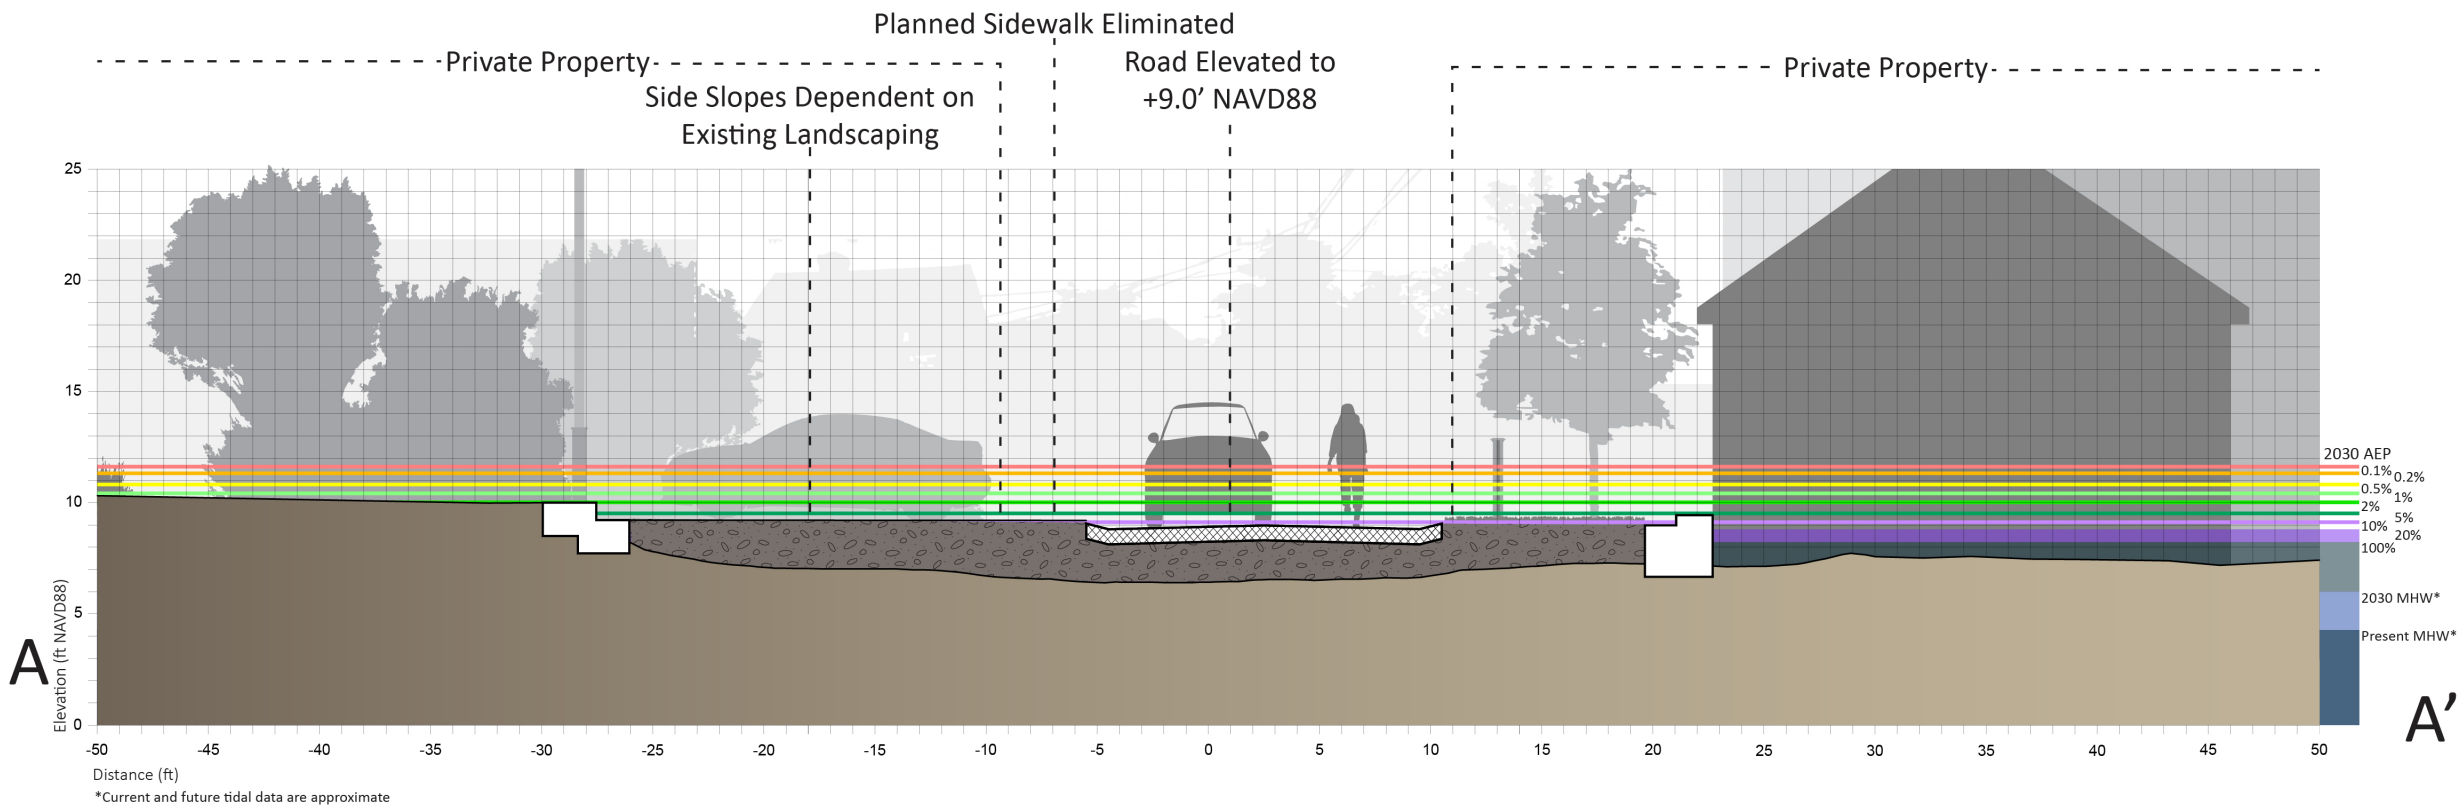 Planned Sidewalk Eliminated
Private Property
Road Elevated to
+9.0’ NAVD88
Private Property
Side Slopes Dependent on
Existing Landscaping
25
20
15
10
5
0
Elevation (ft NAVD88)
A
2030 AEP
0.1%
0.2%
0.5%
1%
2%
5%
10%
20%
100%
2030 MHW*
Present MHW*
A’
-50 -45 -40 -35 -30 -25 -20 -15 -10 -5 0 5 10 15 20 25 30 35 40 45 50
Distance (ft)
*Current and future tidal data are approximate